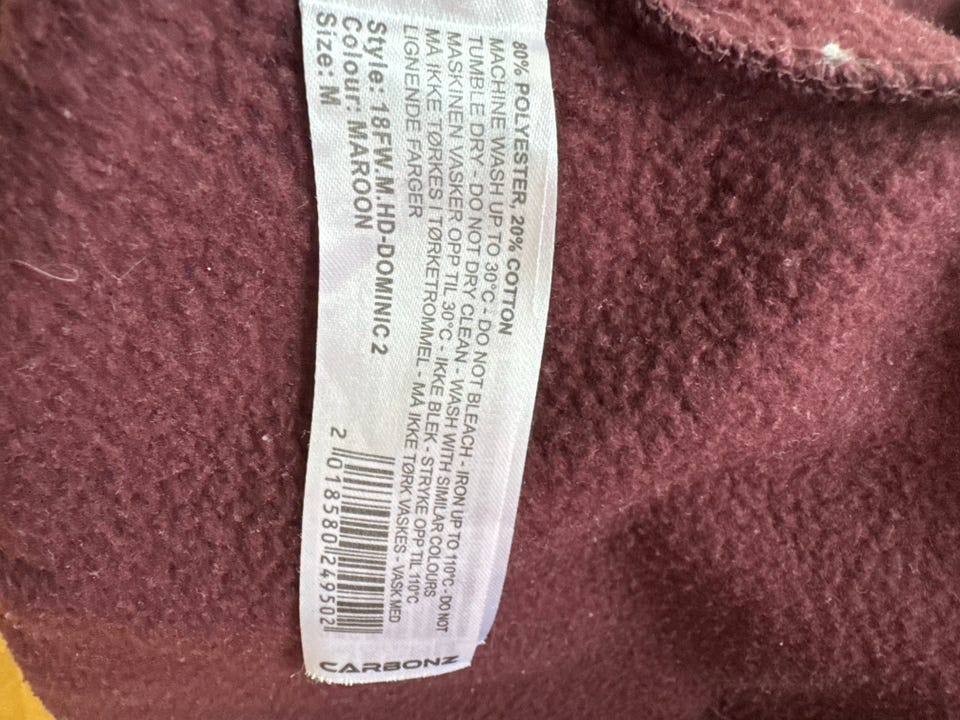 80% POLYESTER, 20% COTTON
MACHINE WASH UP TO 30°C - DO NOT BLEACH - IRON UP TO 110°C - DO NOT
TUMBLE DRY - DO NOT DRY CLEAN - WASH WITH SIMILAR COLOURS
MASKINEN VASKER OPP TIL 30°C - IKKE BLEK - STRYKE OPP TIL 110°C
MÅ IKKE TØRKES I TØRKETROMMEL - MÅ IKKE TØRK VASKES - VASK MED
LIGNENDE FARGER
Style: 18FW.M.HD-DOMINIC 2
Colour: MAROON
Size: M
2 018580 249502
CARBONZ